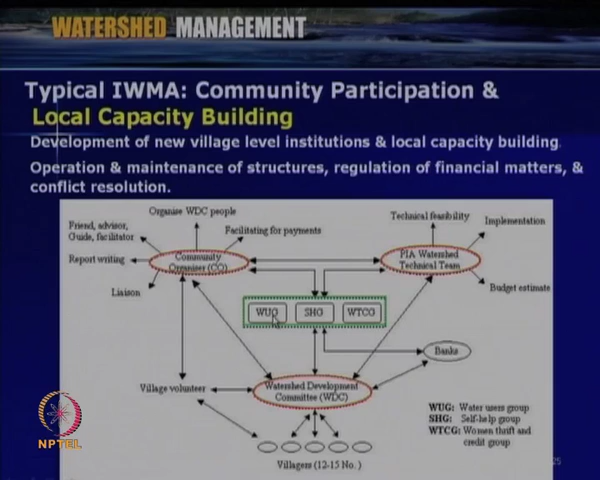 WATERSHED MANAGEMENT
Typical IWMA: Community Participation &
Local Capacity Building
Development of new village level institutions & local capacity building.
Operation & maintenance of structures, regulation of financial matters, &
conflict resolution.
Organise WDC people
Friend, advisor,
Guide, facilitator
Facilitating for payments
Report writing
Community
Organiser (CO)
Liaison
Technical feasibility
Implementation
PIA Watershed
Technical Team
Budget estimate
WUG
SHG
WTCG
Banks
Village volunteer
Watershed Development
Committee (WDC)
Villagers (12-15 No.)
WUG: Water users group
SHG: Self-help group
WTCG: Women thrift and
credit group
NPTEL
25